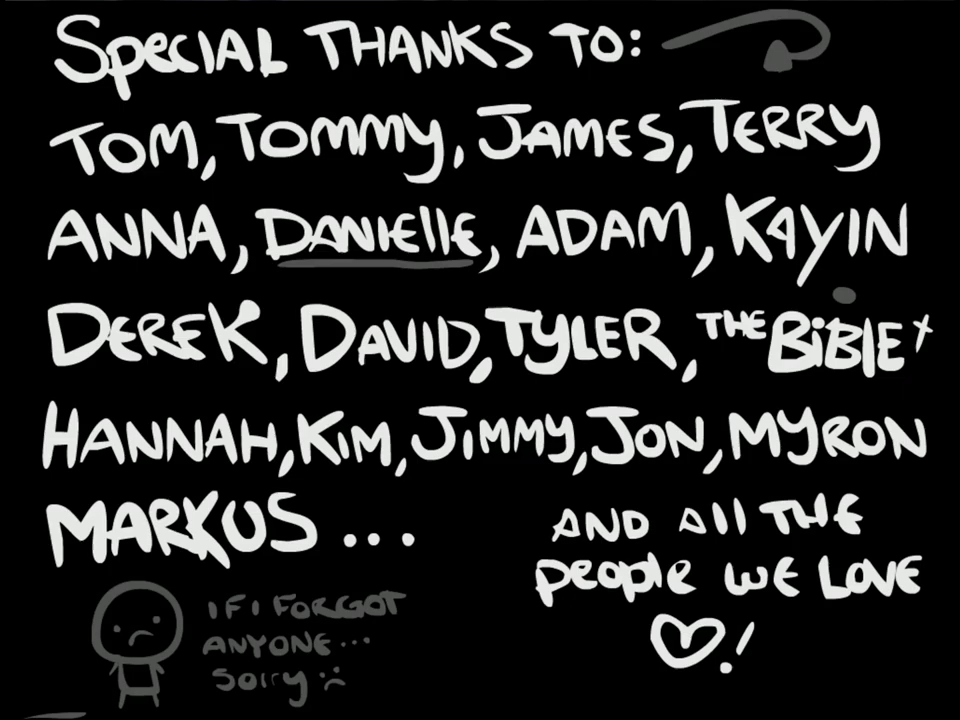 SPECIAL THANKS TO:
TOM, TOMMY, JAMES, TERRY
ANNA, DANIELLE, ADAM, KAYIN
DEREK, DAVID, TYLER, THE BIBLE
HANNAH, KIM, JIMMY, JON, MYRON
MARKUS...
AND ALL THE
PEOPLE WE LOVE
♡!
IF I FORGOT
ANYONE...
SORRY :(